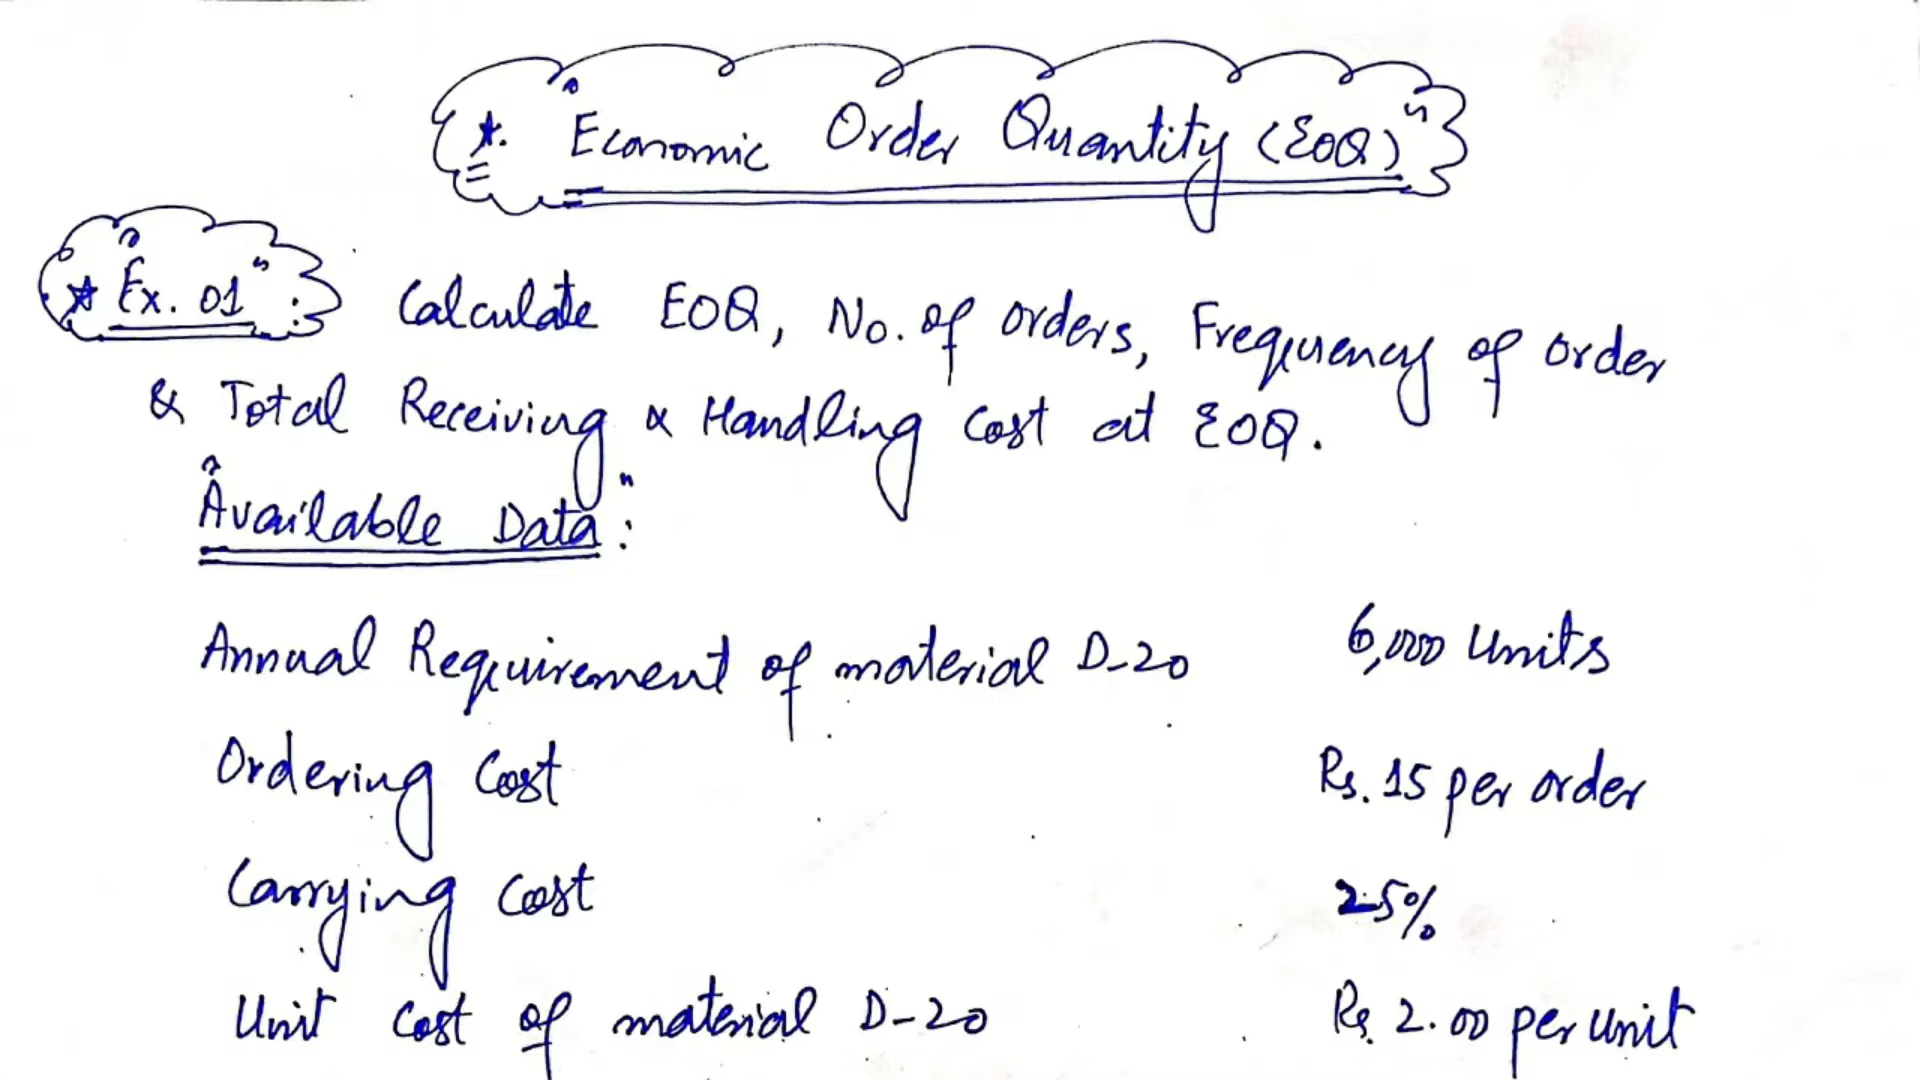 *. "Economic Order Quantity (EOQ)"
* "Ex. 01": Calculate EOQ, No. of orders, Frequency of order
& Total Receiving & Handling Cost at EOQ.
"Available Data":
Annual Requirement of material D-20 6,000 Units
Ordering Cost Rs. 15 per order
Carrying Cost 25%
Unit Cost of material D-20 Rs. 2.00 per unit